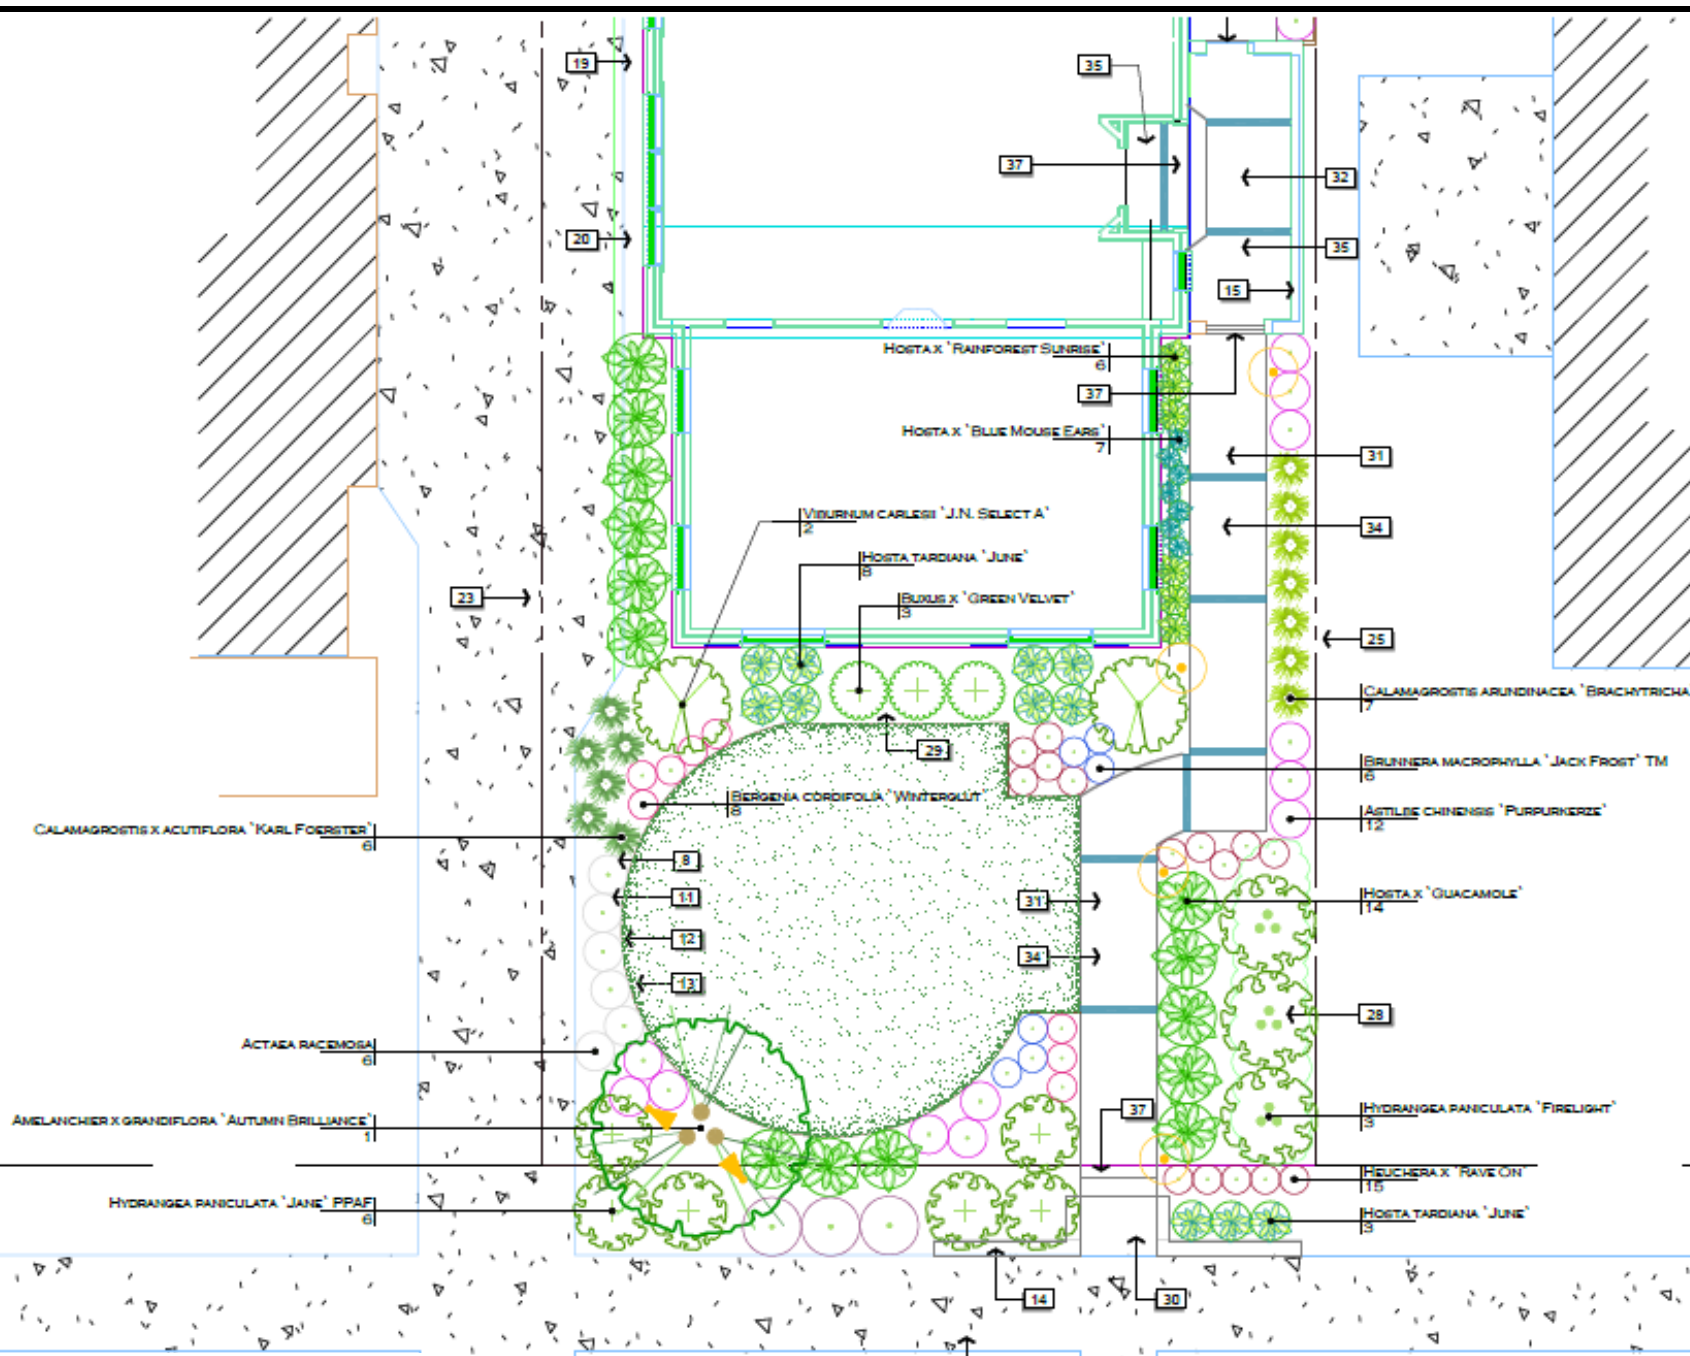 19
35
37
32
20
35
15
HOSTA X `RAINFOREST SUNRISE`
6
37
HOSTA X `BLUE MOUSE EARS`
7
31
VIBURNUM CARLESII `J.N. SELECT A`
2
34
HOSTA TARDIANA `JUNE`
8
23
BUXUS X `GREEN VELVET`
3
25
CALAMAGROSTIS ARUNDINACEA `BRACHYTRICHA
7
29
BRUNNERA MACROPHYLLA `JACK FROST` TM
6
BERGENIA CORDIFOLIA `WINTERGLUT`
8
ASTILBE CHINENSIS `PURPURKERZE`
12
CALAMAGROSTIS X ACUTIFLORA `KARL FOERSTER`
6
8
11
31
HOSTA X `GUACAMOLE`
14
12
34
13
28
ACTAEA RACEMOSA
6
37
HYDRANGEA PANICULATA `FIRELIGHT`
3
AMELANCHIER X GRANDIFLORA `AUTUMN BRILLIANCE`
1
HEUCHERA X `RAVE ON`
15
HYDRANGEA PANICULATA `JANE` PPAF
6
HOSTA TARDIANA `JUNE`
3
14
30